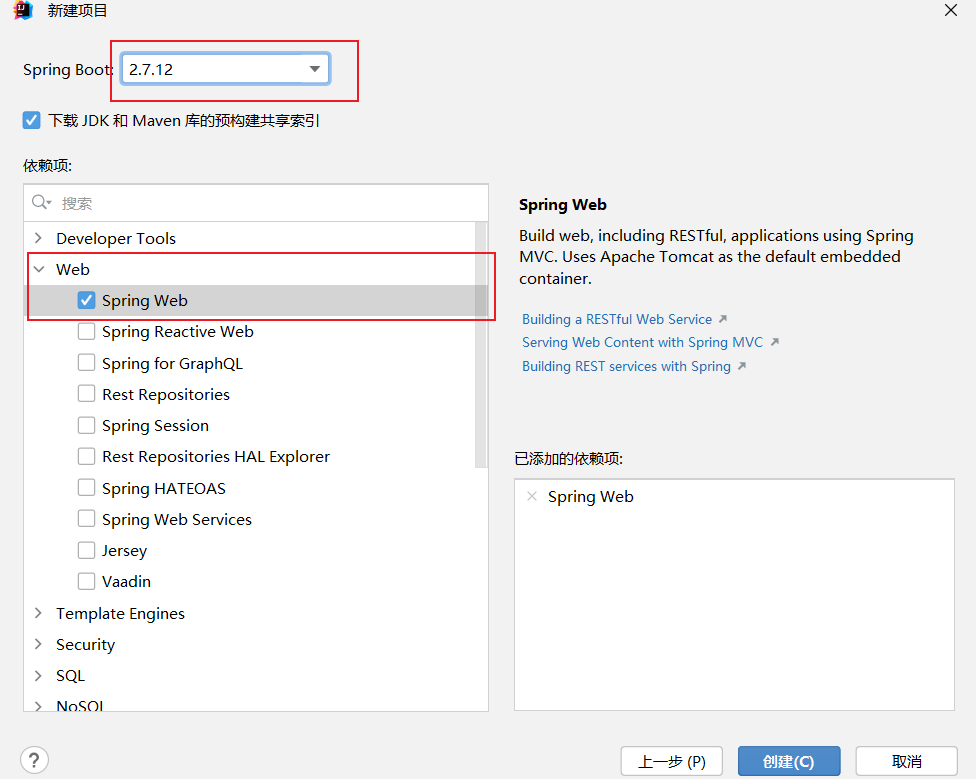 新建项目
Spring Boot:
2.7.12
下载 JDK 和 Maven 库的预构建共享索引
依赖项:
搜索
Developer Tools
Web
Spring Web
Spring Reactive Web
Spring for GraphQL
Rest Repositories
Spring Session
Rest Repositories HAL Explorer
Spring HATEOAS
Spring Web Services
Jersey
Vaadin
Template Engines
Security
SQL
NoSQL
Spring Web
Build web, including RESTful, applications using Spring
MVC. Uses Apache Tomcat as the default embedded
container.
Building a RESTful Web Service
Serving Web Content with Spring MVC
Building REST services with Spring
已添加的依赖项:
Spring Web
?
上一步 (P)
创建(C)
取消